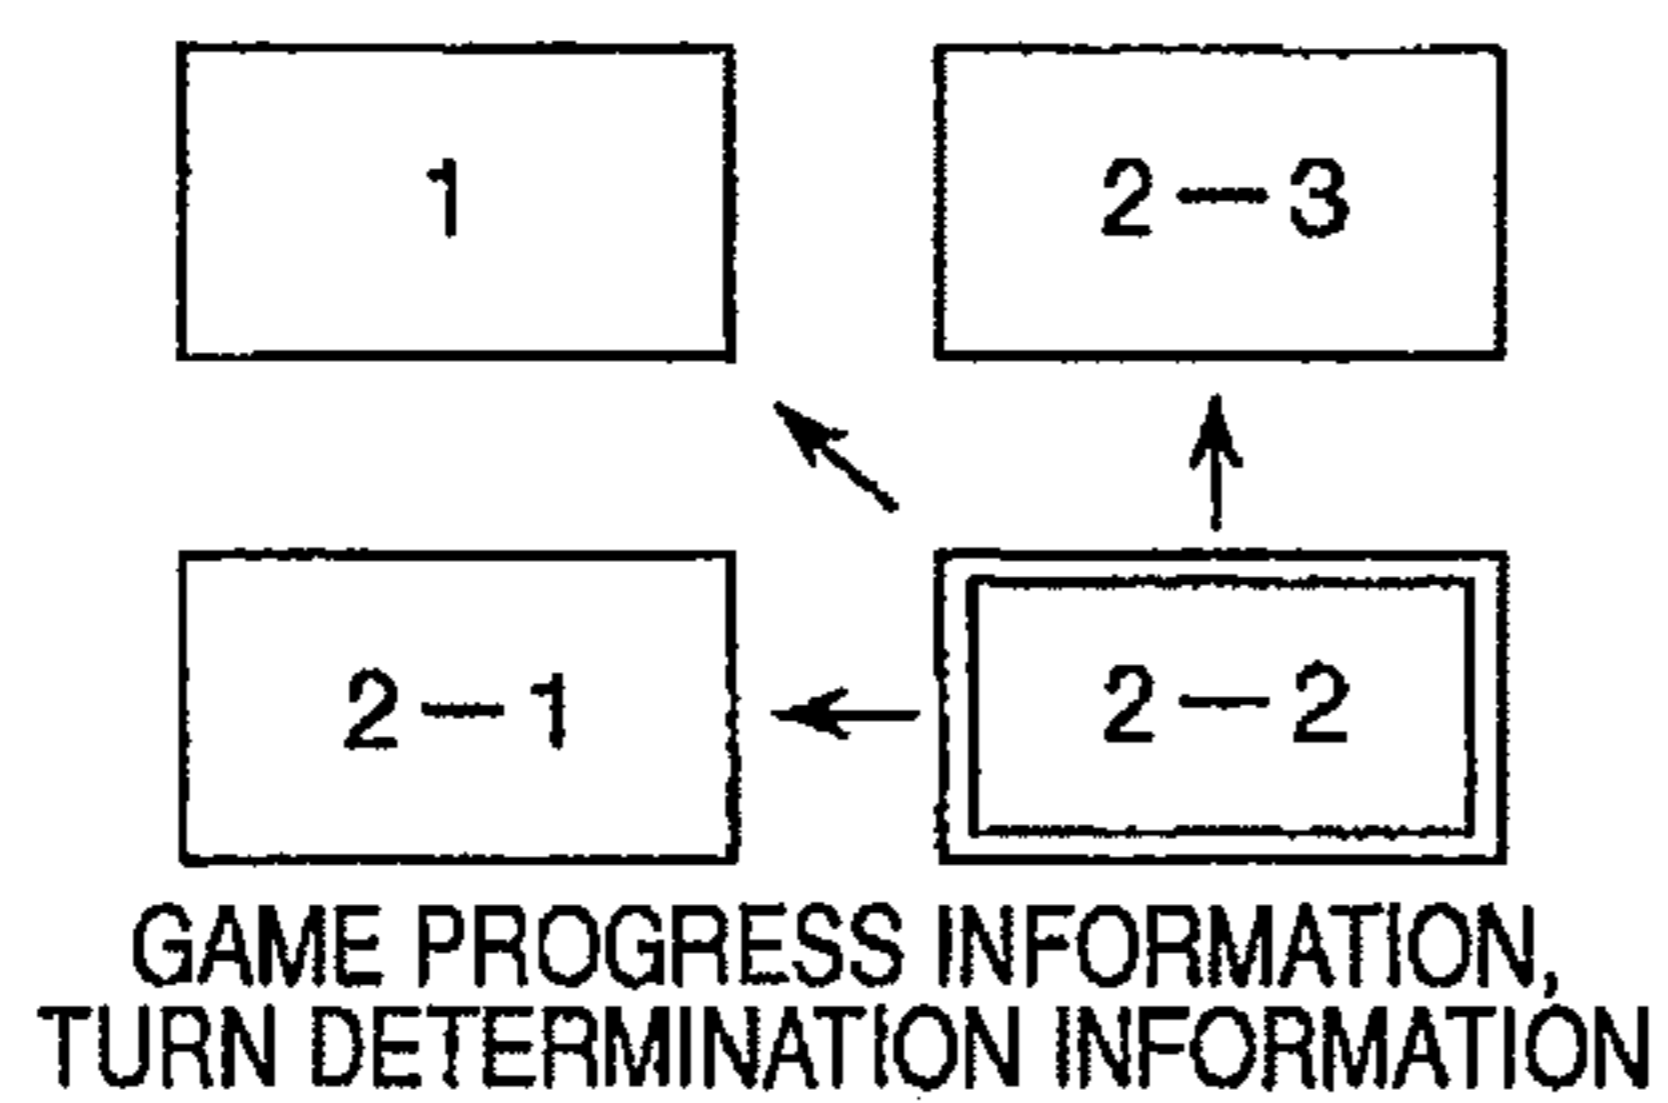 1
2-3
2-1
2-2
GAME PROGRESS INFORMATION,
TURN DETERMINATION INFORMATION